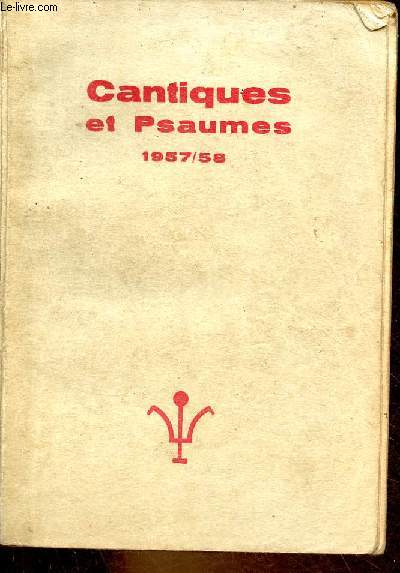 Le-livre.com
Cantiques
et Psaumes
1957/58